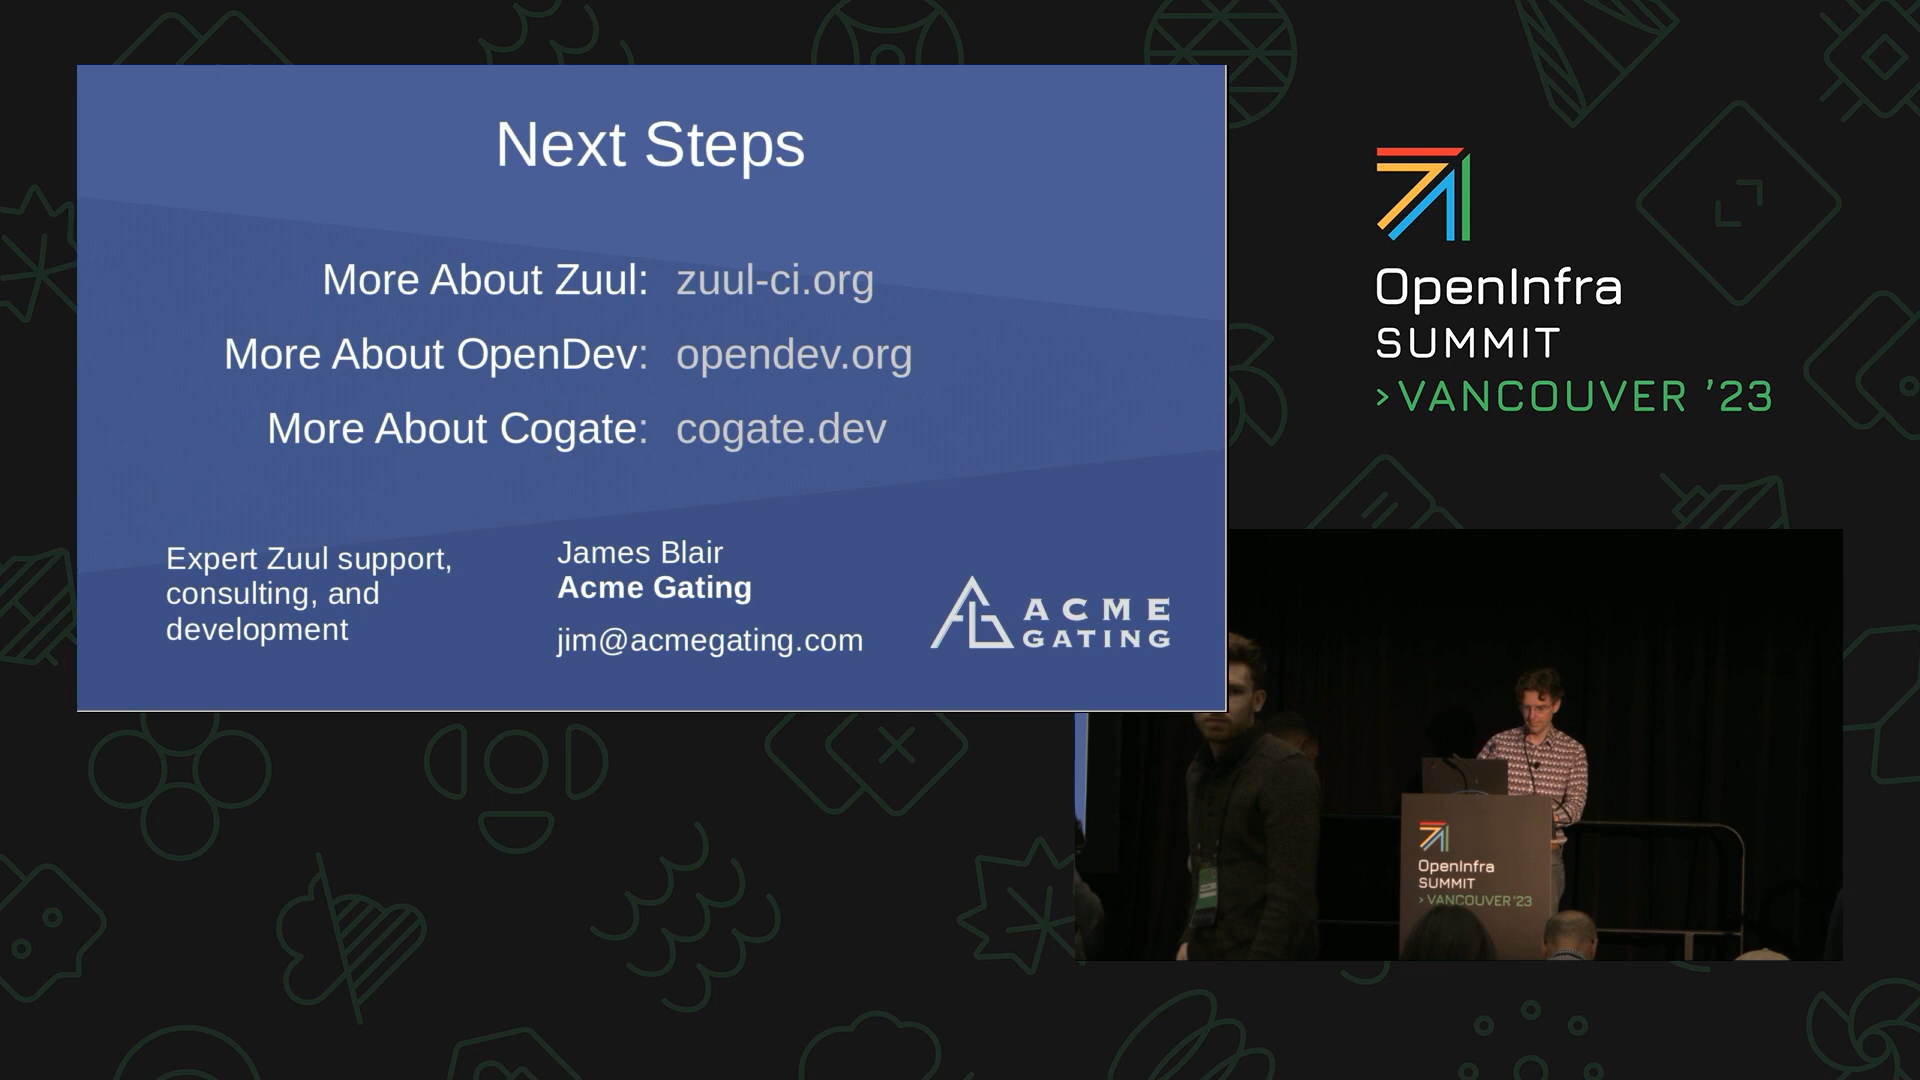 Next Steps
More About Zuul: zuul-ci.org
More About OpenDev: opendev.org
More About Cogate: cogate.dev
Expert Zuul support,
consulting, and
development
James Blair
Acme Gating
jim@acmegating.com
ACME
GATING
OpenInfra
SUMMIT
>VANCOUVER '23
OpenInfra
SUMMIT
> VANCOUVER '23